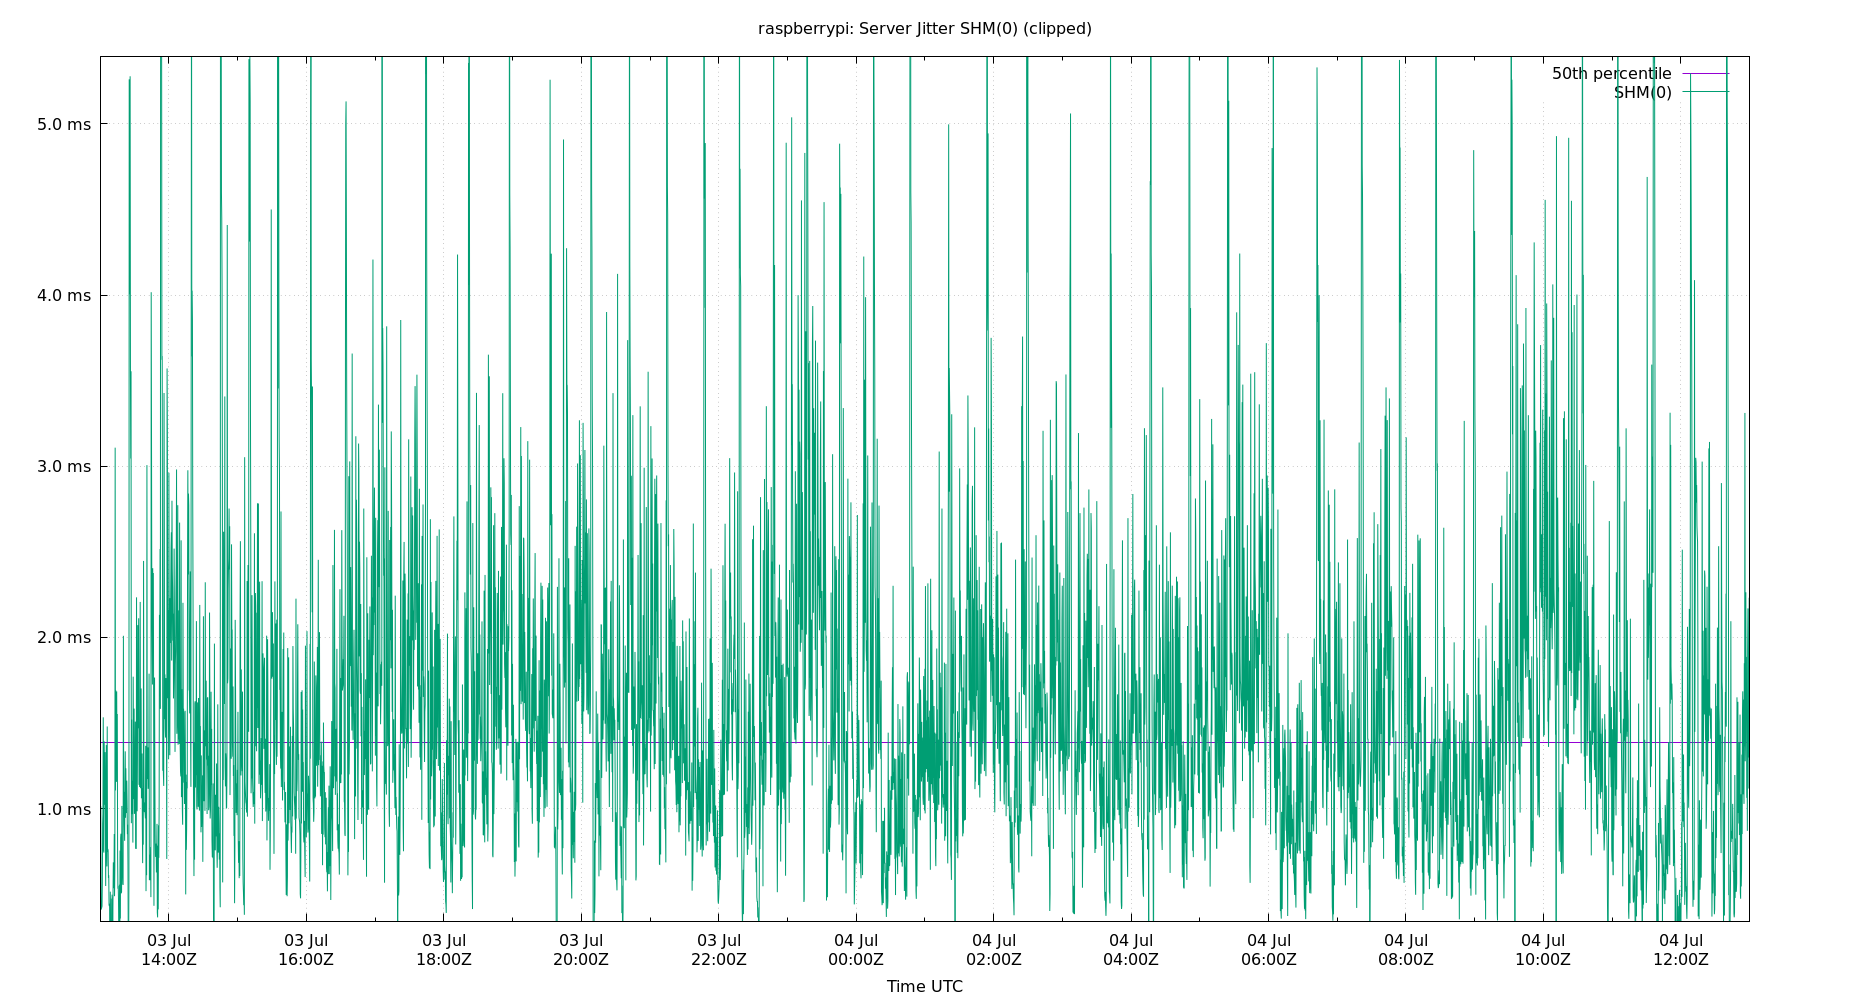 raspberrypi: Server Jitter SHM(0) (clipped)
50th percentile
SHM(0)
5.0 ms
4.0 ms
3.0 ms
2.0 ms
1.0 ms
03 Jul 03 Jul 03 Jul 03 Jul 03 Jul 04 Jul 04 Jul 04 Jul 04 Jul 04 Jul 04 Jul 04 Jul
14:00Z 16:00Z 18:00Z 20:00Z 22:00Z 00:00Z 02:00Z 04:00Z 06:00Z 08:00Z 10:00Z 12:00Z
Time UTC